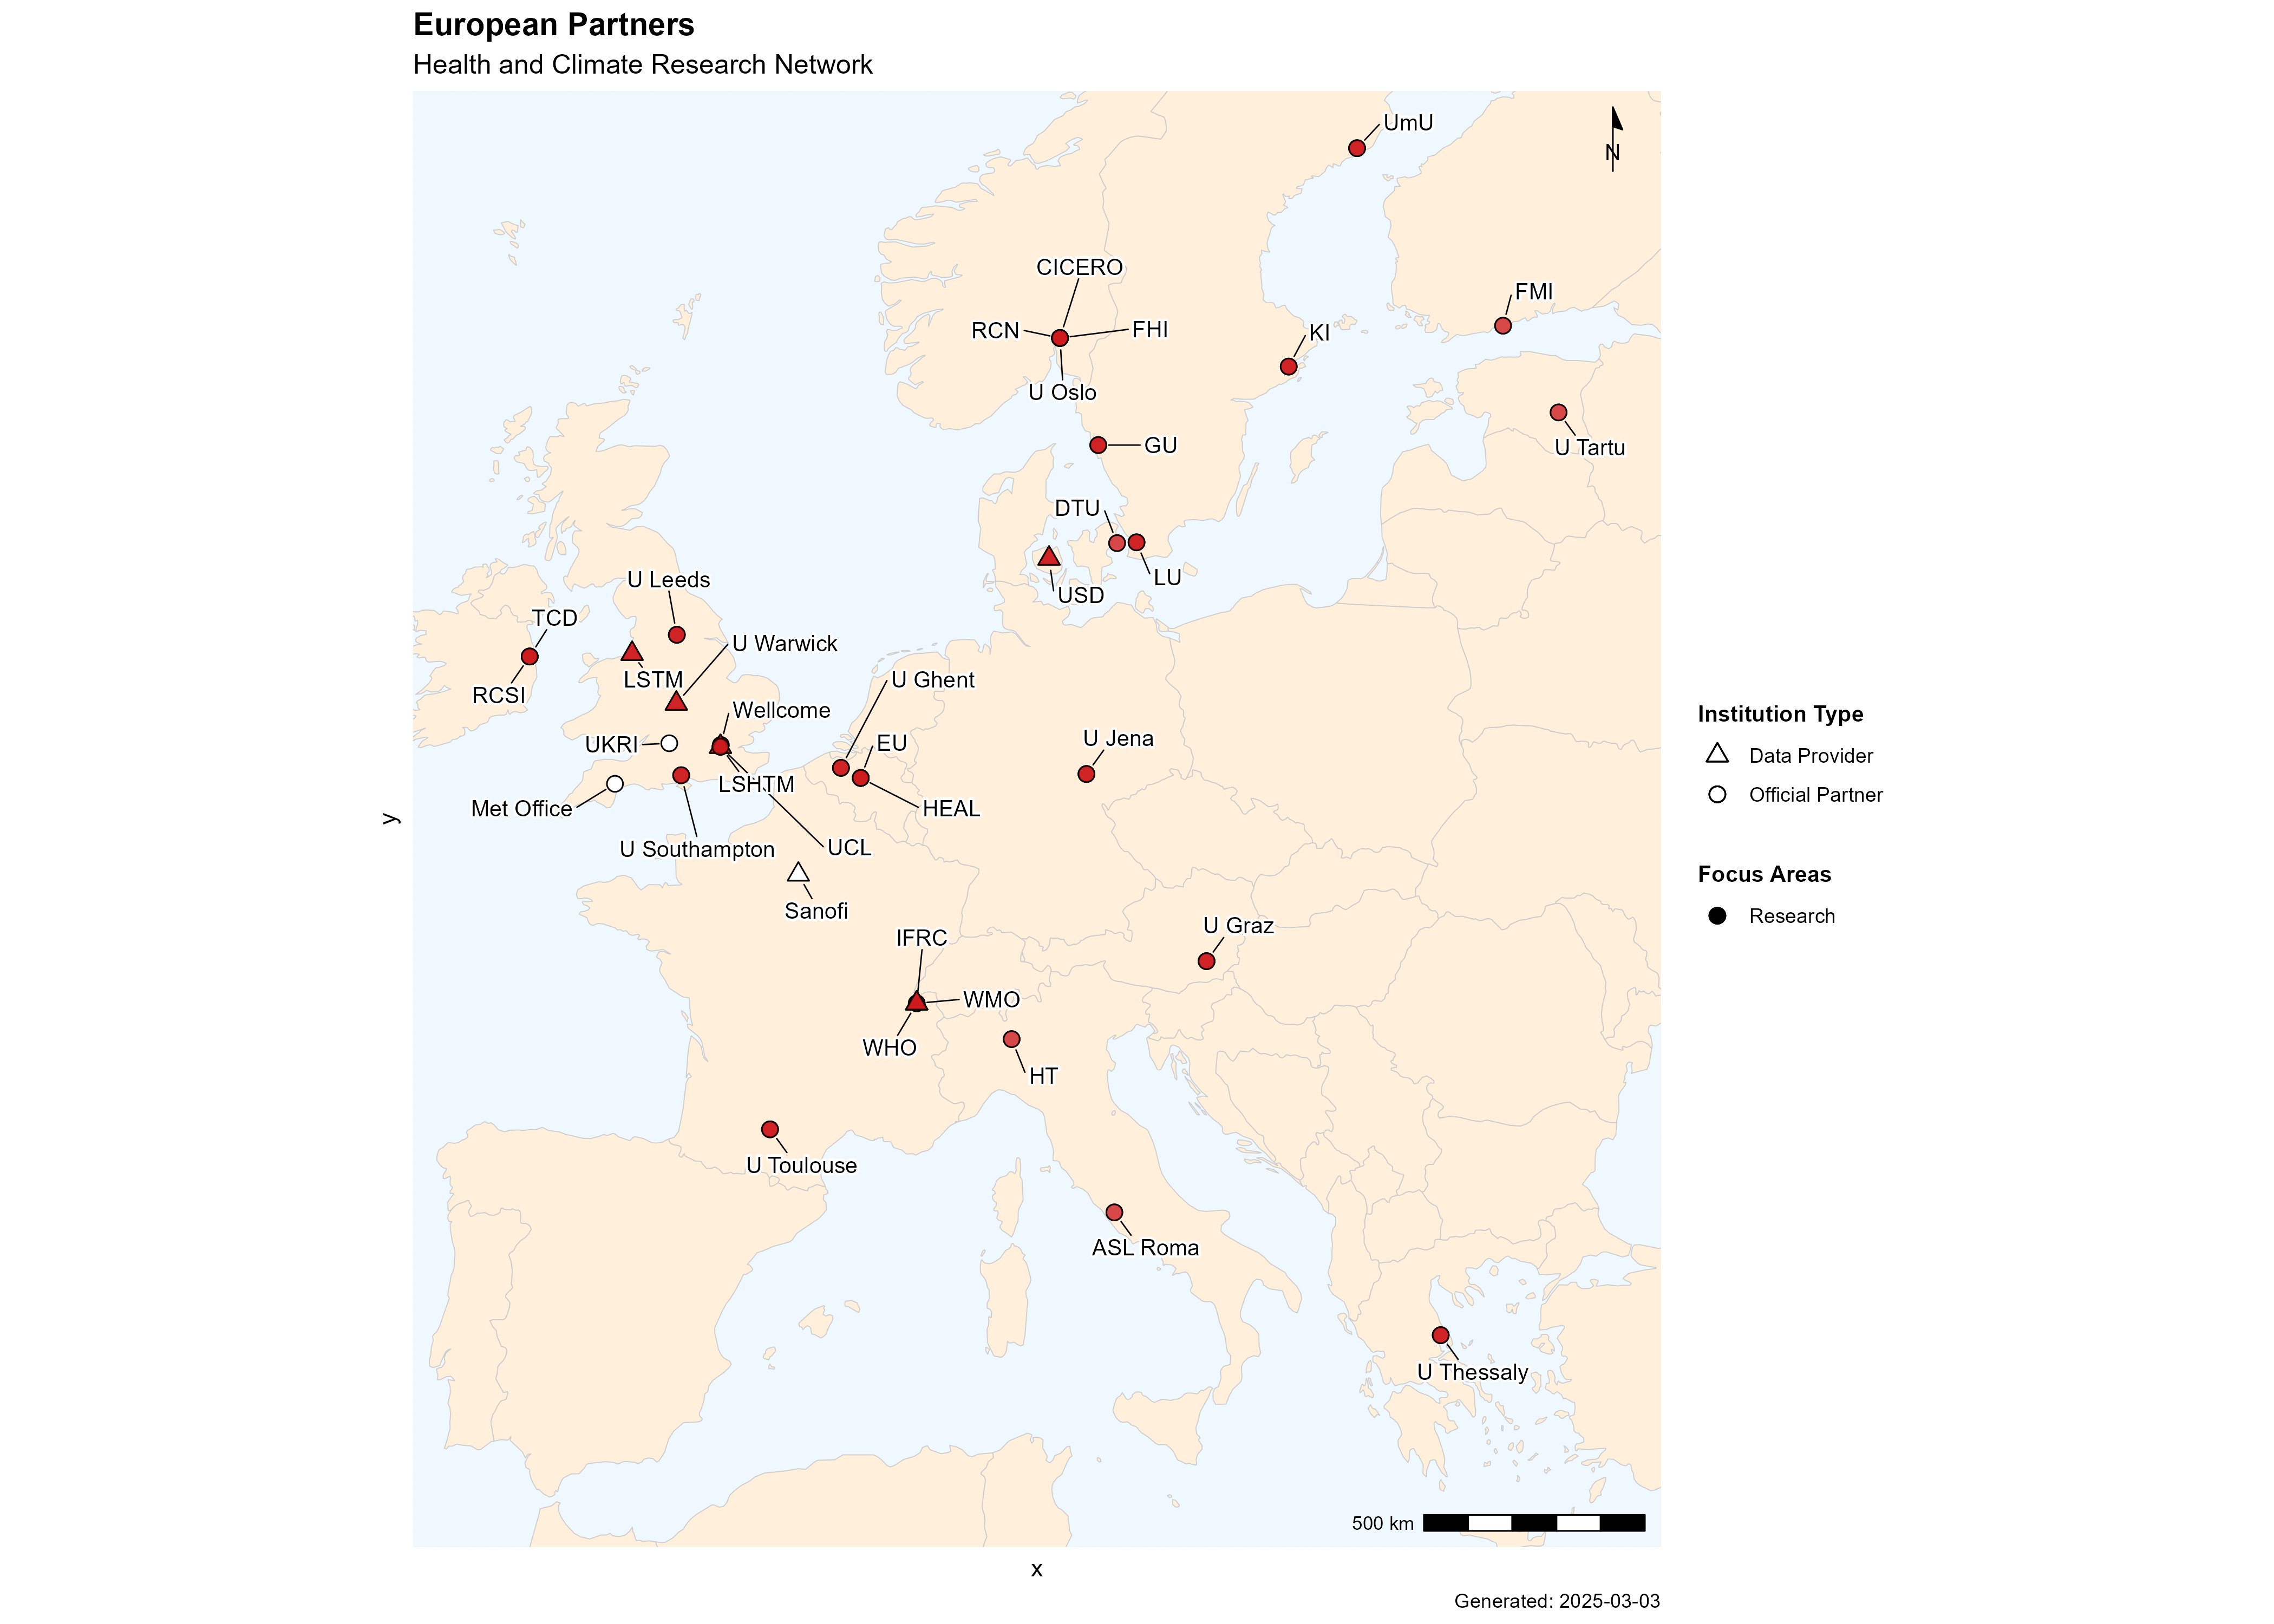 European Partners
Health and Climate Research Network
UmU
N
CICERO
FMI
RCN
FHI
KI
U Oslo
GU
U Tartu
DTU
LU
USD
U Leeds
TCD
U Warwick
LSTM
U Ghent
RCSI
Wellcome
UKRI
EU
U Jena
LSHTM
Met Office
HEAL
U Southampton
UCL
Sanofi
U Graz
IFRC
WMO
WHO
HT
U Toulouse
ASL Roma
U Thessaly
500 km
y
x
Institution Type
Data Provider
Official Partner
Focus Areas
Research
Generated: 2025-03-03